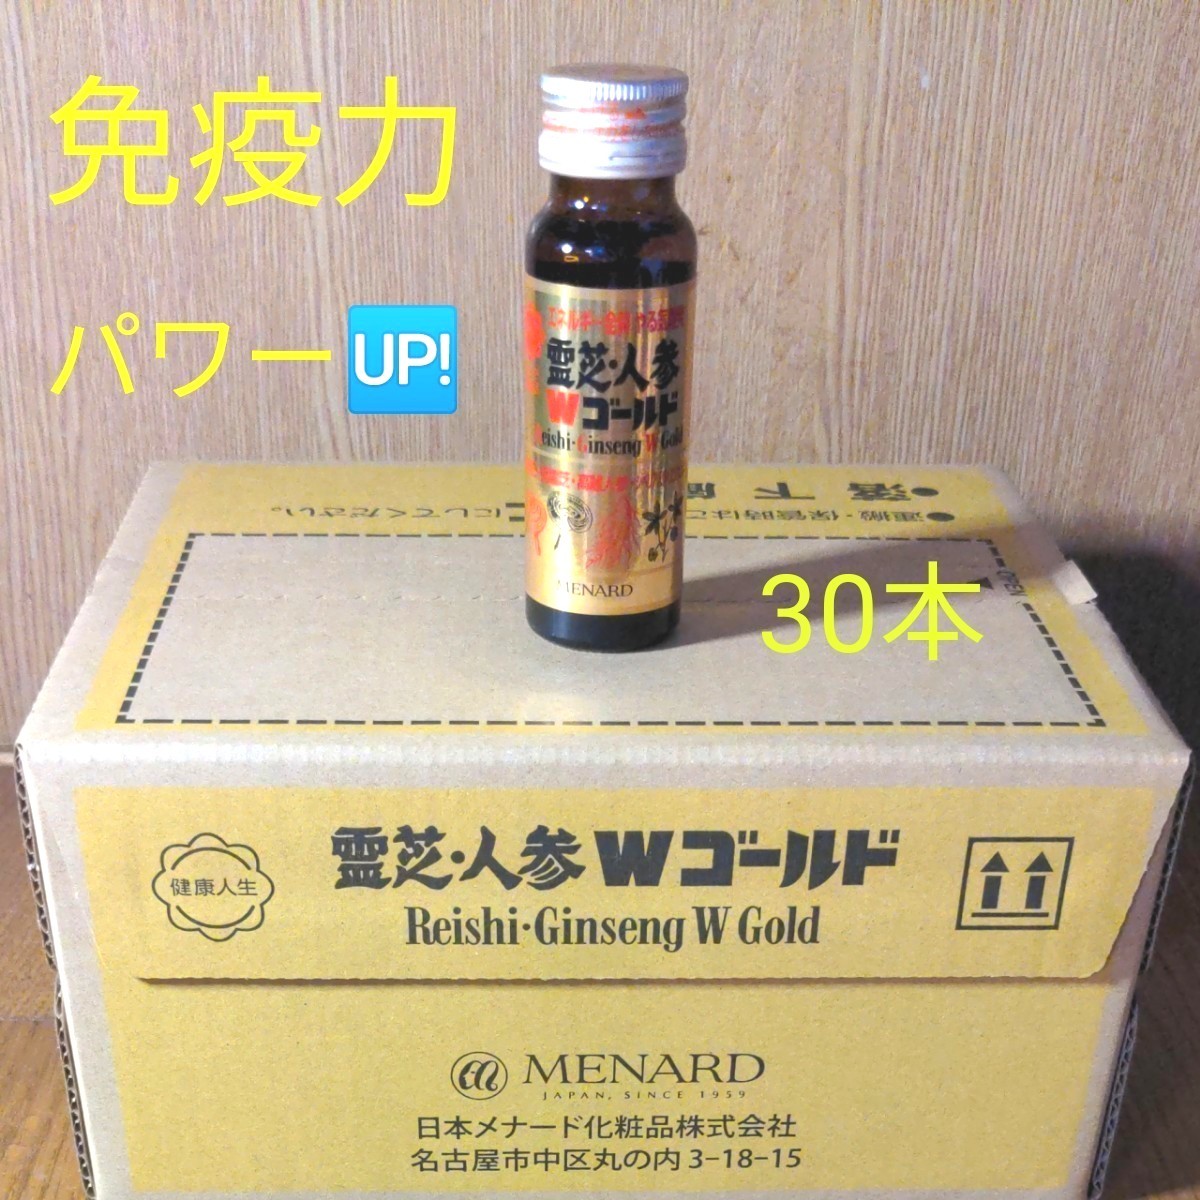 免疫力
パワーUP!
霊芝・人参
Wゴールド
Reishi・Ginseng W Gold
MENARD
30本
健康人生
霊芝・人参Wゴールド
Reishi・Ginseng W Gold
MENARD
JAPAN, SINCE 1959
日本メナード化粧品株式会社
名古屋市中区丸の内3-18-15